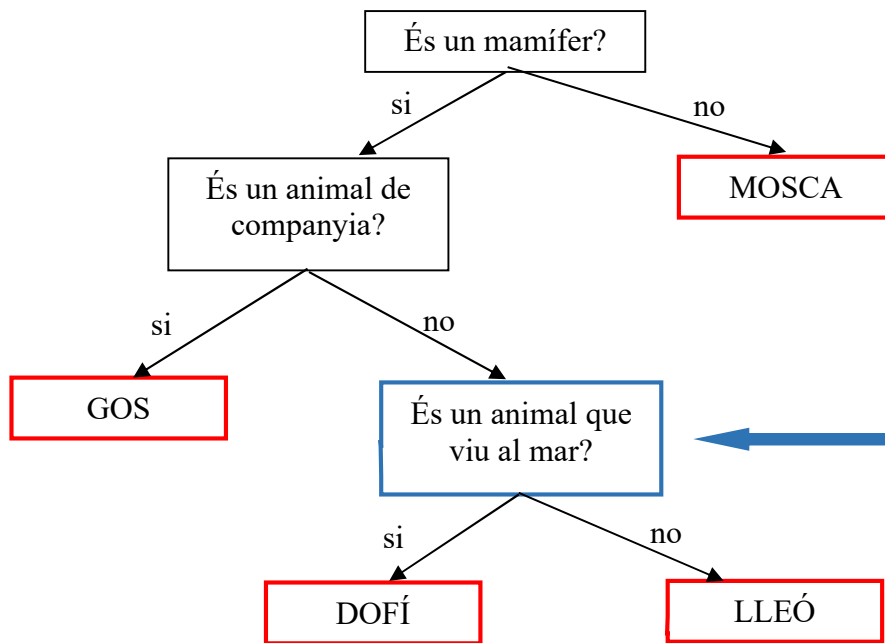 És un mamífer?
si
no
És un animal de
companyia?
MOSCA
si
no
GOS
És un animal que
viu al mar?
si
no
DOFÍ
LLEÓ